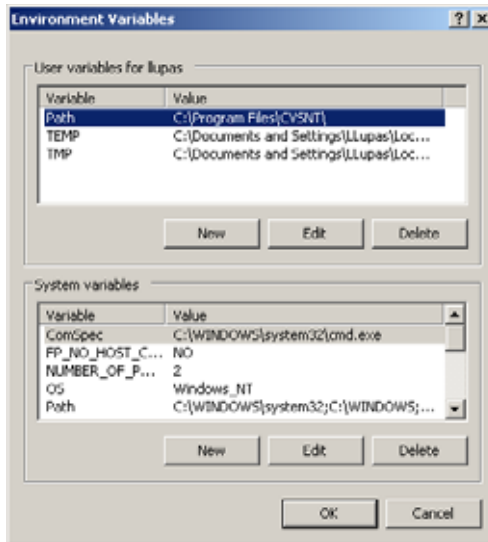 Environment Variables
User variables for llupas
Variable Value
Path C:\Program Files\CVSNT\
TEMP C:\Documents and Settings\LLupas\Loc...
TMP C:\Documents and Settings\LLupas\Loc...
New Edit Delete
System variables
Variable Value
ComSpec C:\WINDOWS\system32\cmd.exe
FP_NO_HOST_C... NO
NUMBER_OF_P... 2
OS Windows_NT
Path C:\WINDOWS\system32;C:\WINDOWS;...
New Edit Delete
OK Cancel